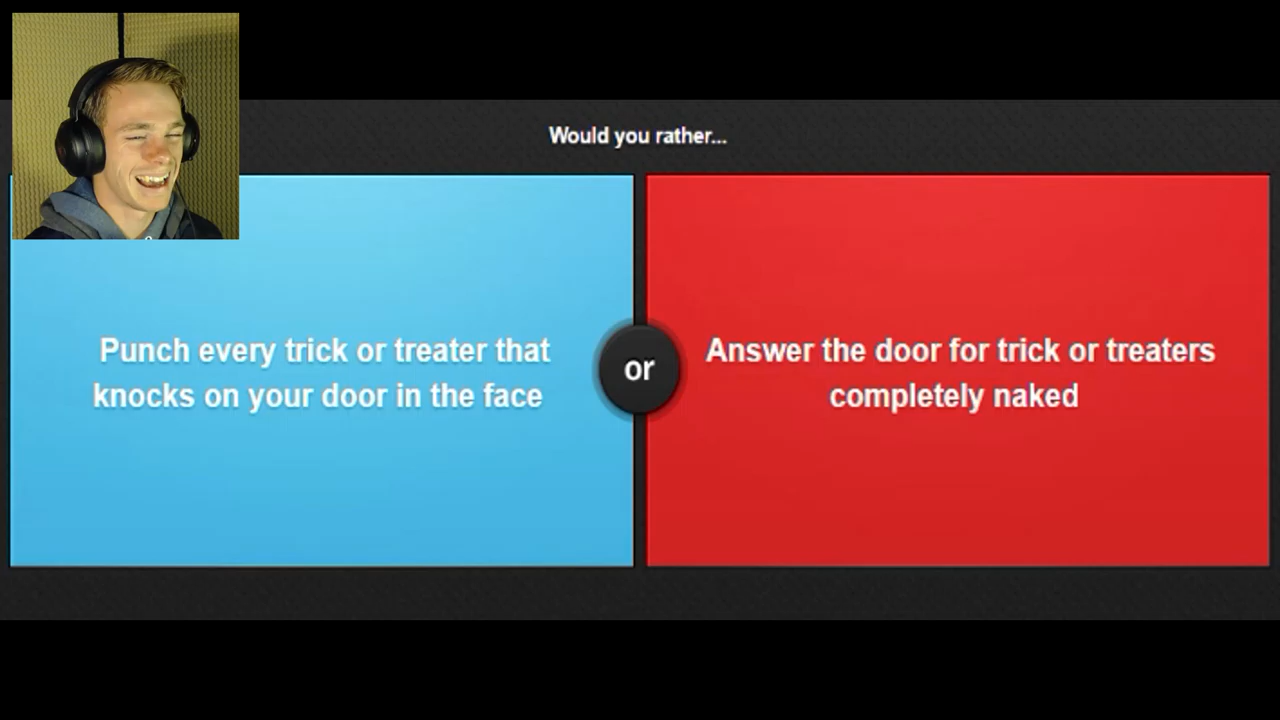 Would you rather...
Punch every trick or treater that
knocks on your door in the face
or
Answer the door for trick or treaters
completely naked